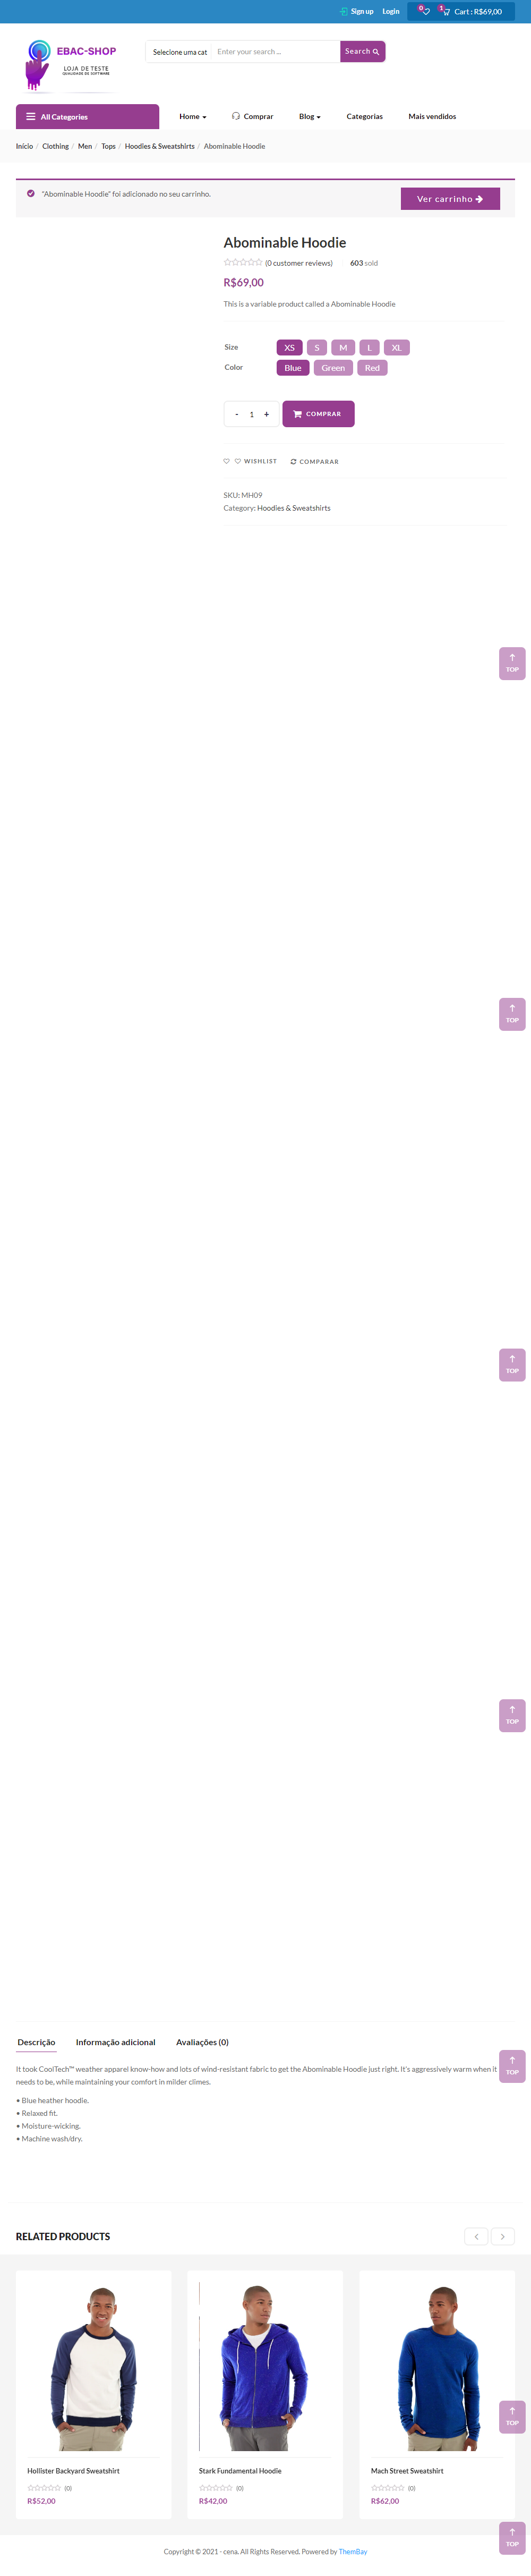 Sign up Login 0 1 Cart : R$69,00
EBAC-SHOP
LOJA DE TESTE
QUALIDADE DE SOFTWARE
Selecione uma cat Enter your search ... Search
All Categories Home Comprar Blog Categorias Mais vendidos
Início / Clothing / Men / Tops / Hoodies & Sweatshirts / Abominable Hoodie
“Abominable Hoodie” foi adicionado no seu carrinho. Ver carrinho
Abominable Hoodie
(0 customer reviews) 603 sold
R$69,00
This is a variable product called a Abominable Hoodie
Size XS S M L XL
Color Blue Green Red
- 1 + COMPRAR
WISHLIST COMPARAR
SKU: MH09
Category: Hoodies & Sweatshirts
TOP
TOP
TOP
TOP
Descrição Informação adicional Avaliações (0)
TOP
It took CoolTech™ weather apparel know-how and lots of wind-resistant fabric to get the Abominable Hoodie just right. It’s aggressively warm when it
needs to be, while maintaining your comfort in milder climes.
• Blue heather hoodie.
• Relaxed fit.
• Moisture-wicking.
• Machine wash/dry.
RELATED PRODUCTS
TOP
Hollister Backyard Sweatshirt
(0)
R$52,00
Stark Fundamental Hoodie
(0)
R$42,00
Mach Street Sweatshirt
(0)
R$62,00
TOP
Copyright © 2021 - cena. All Rights Reserved. Powered by ThemBay